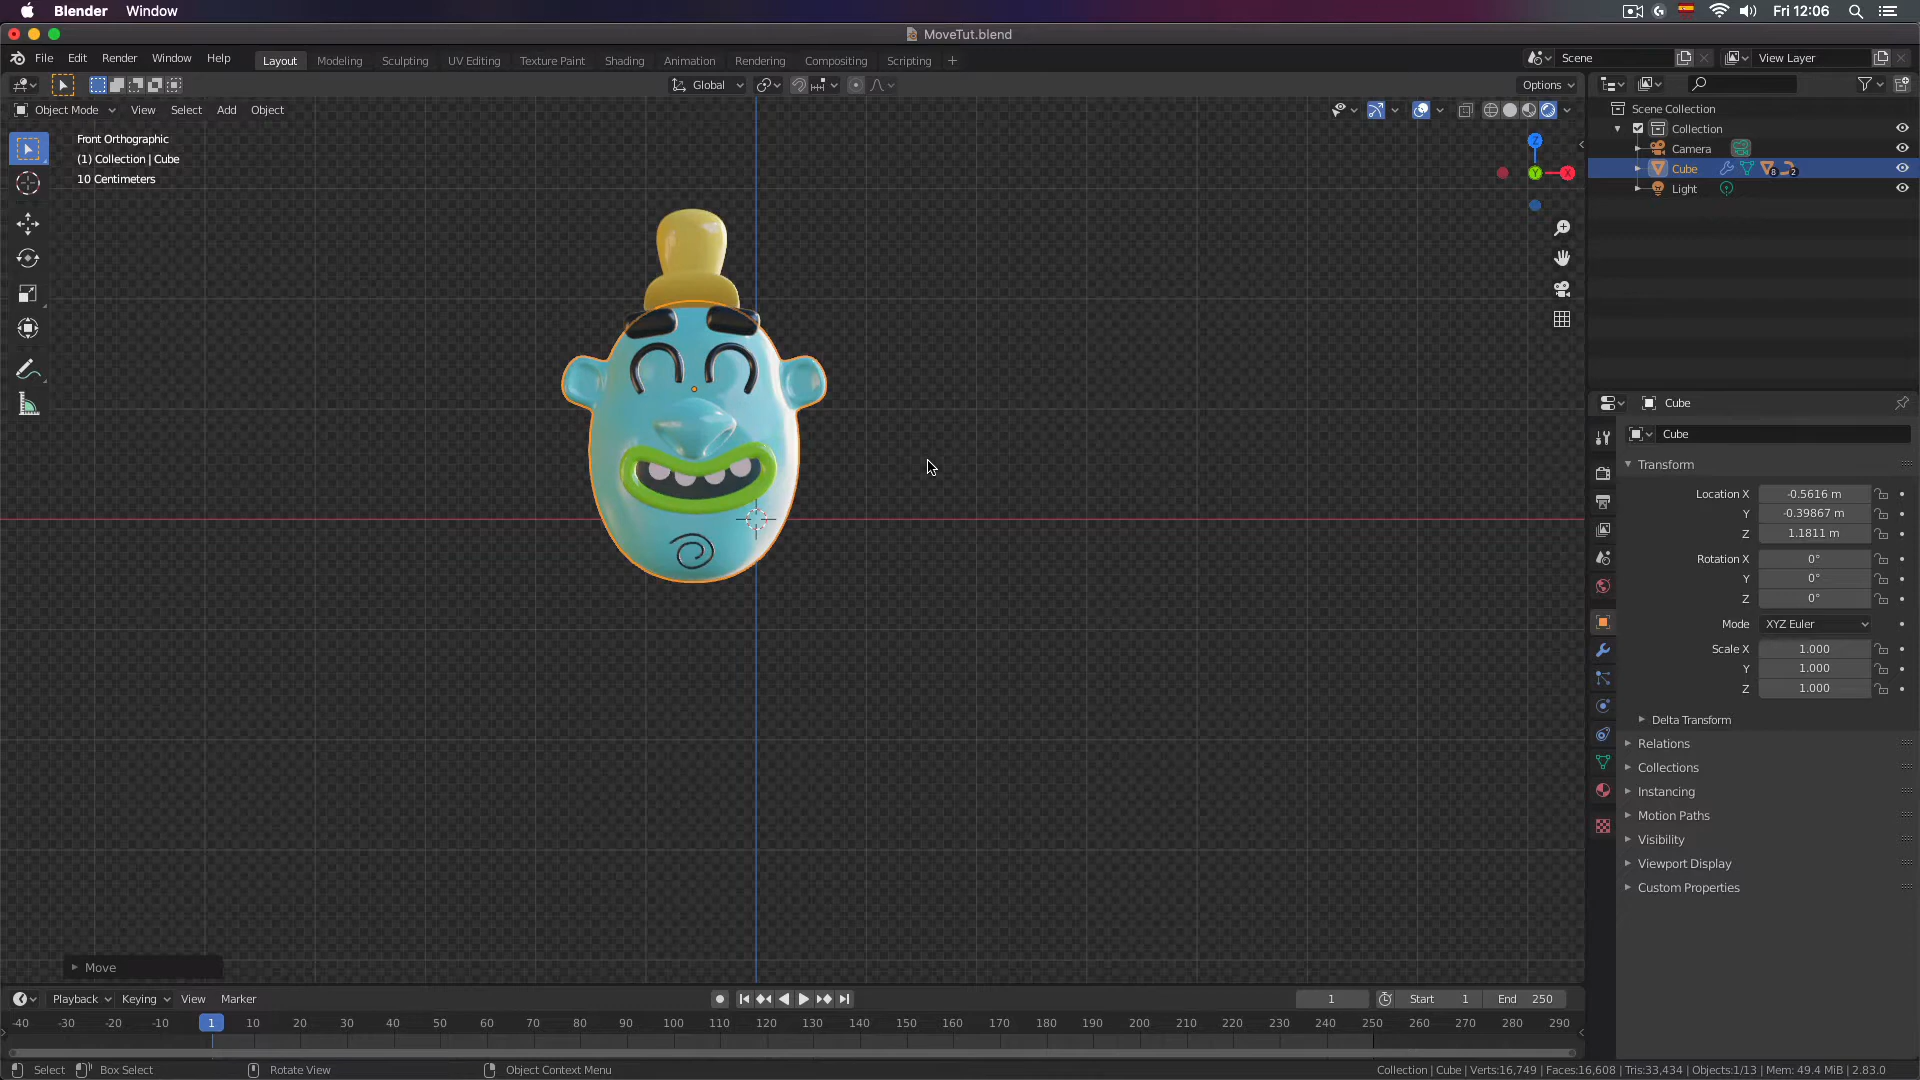 Blender Window Fri 12:06
MoveTut.blend
File Edit Render Window Help Layout Modeling Sculpting UV Editing Texture Paint Shading Animation Rendering Compositing Scripting + Scene View Layer
Global Options
Object Mode View Select Add Object
Front Orthographic
(1) Collection | Cube
10 Centimeters
Z
Y
X
Scene Collection
Collection
Camera
Cube 8 2
Light
Cube
Cube
Transform
Location X -0.5616 m
Y -0.39867 m
Z 1.1811 m
Rotation X 0°
Y 0°
Z 0°
Mode XYZ Euler
Scale X 1.000
Y 1.000
Z 1.000
Delta Transform
Relations
Collections
Instancing
Motion Paths
Visibility
Viewport Display
Custom Properties
Move
Playback Keying View Marker 1 Start 1 End 250
-40 -30 -20 -10 1 10 20 30 40 50 60 70 80 90 100 110 120 130 140 150 160 170 180 190 200 210 220 230 240 250 260 270 280 290
Select Box Select Rotate View Object Context Menu Collection | Cube | Verts:16,749 | Faces:16,608 | Tris:33,434 | Objects:1/13 | Mem: 49.4 MiB | 2.83.0